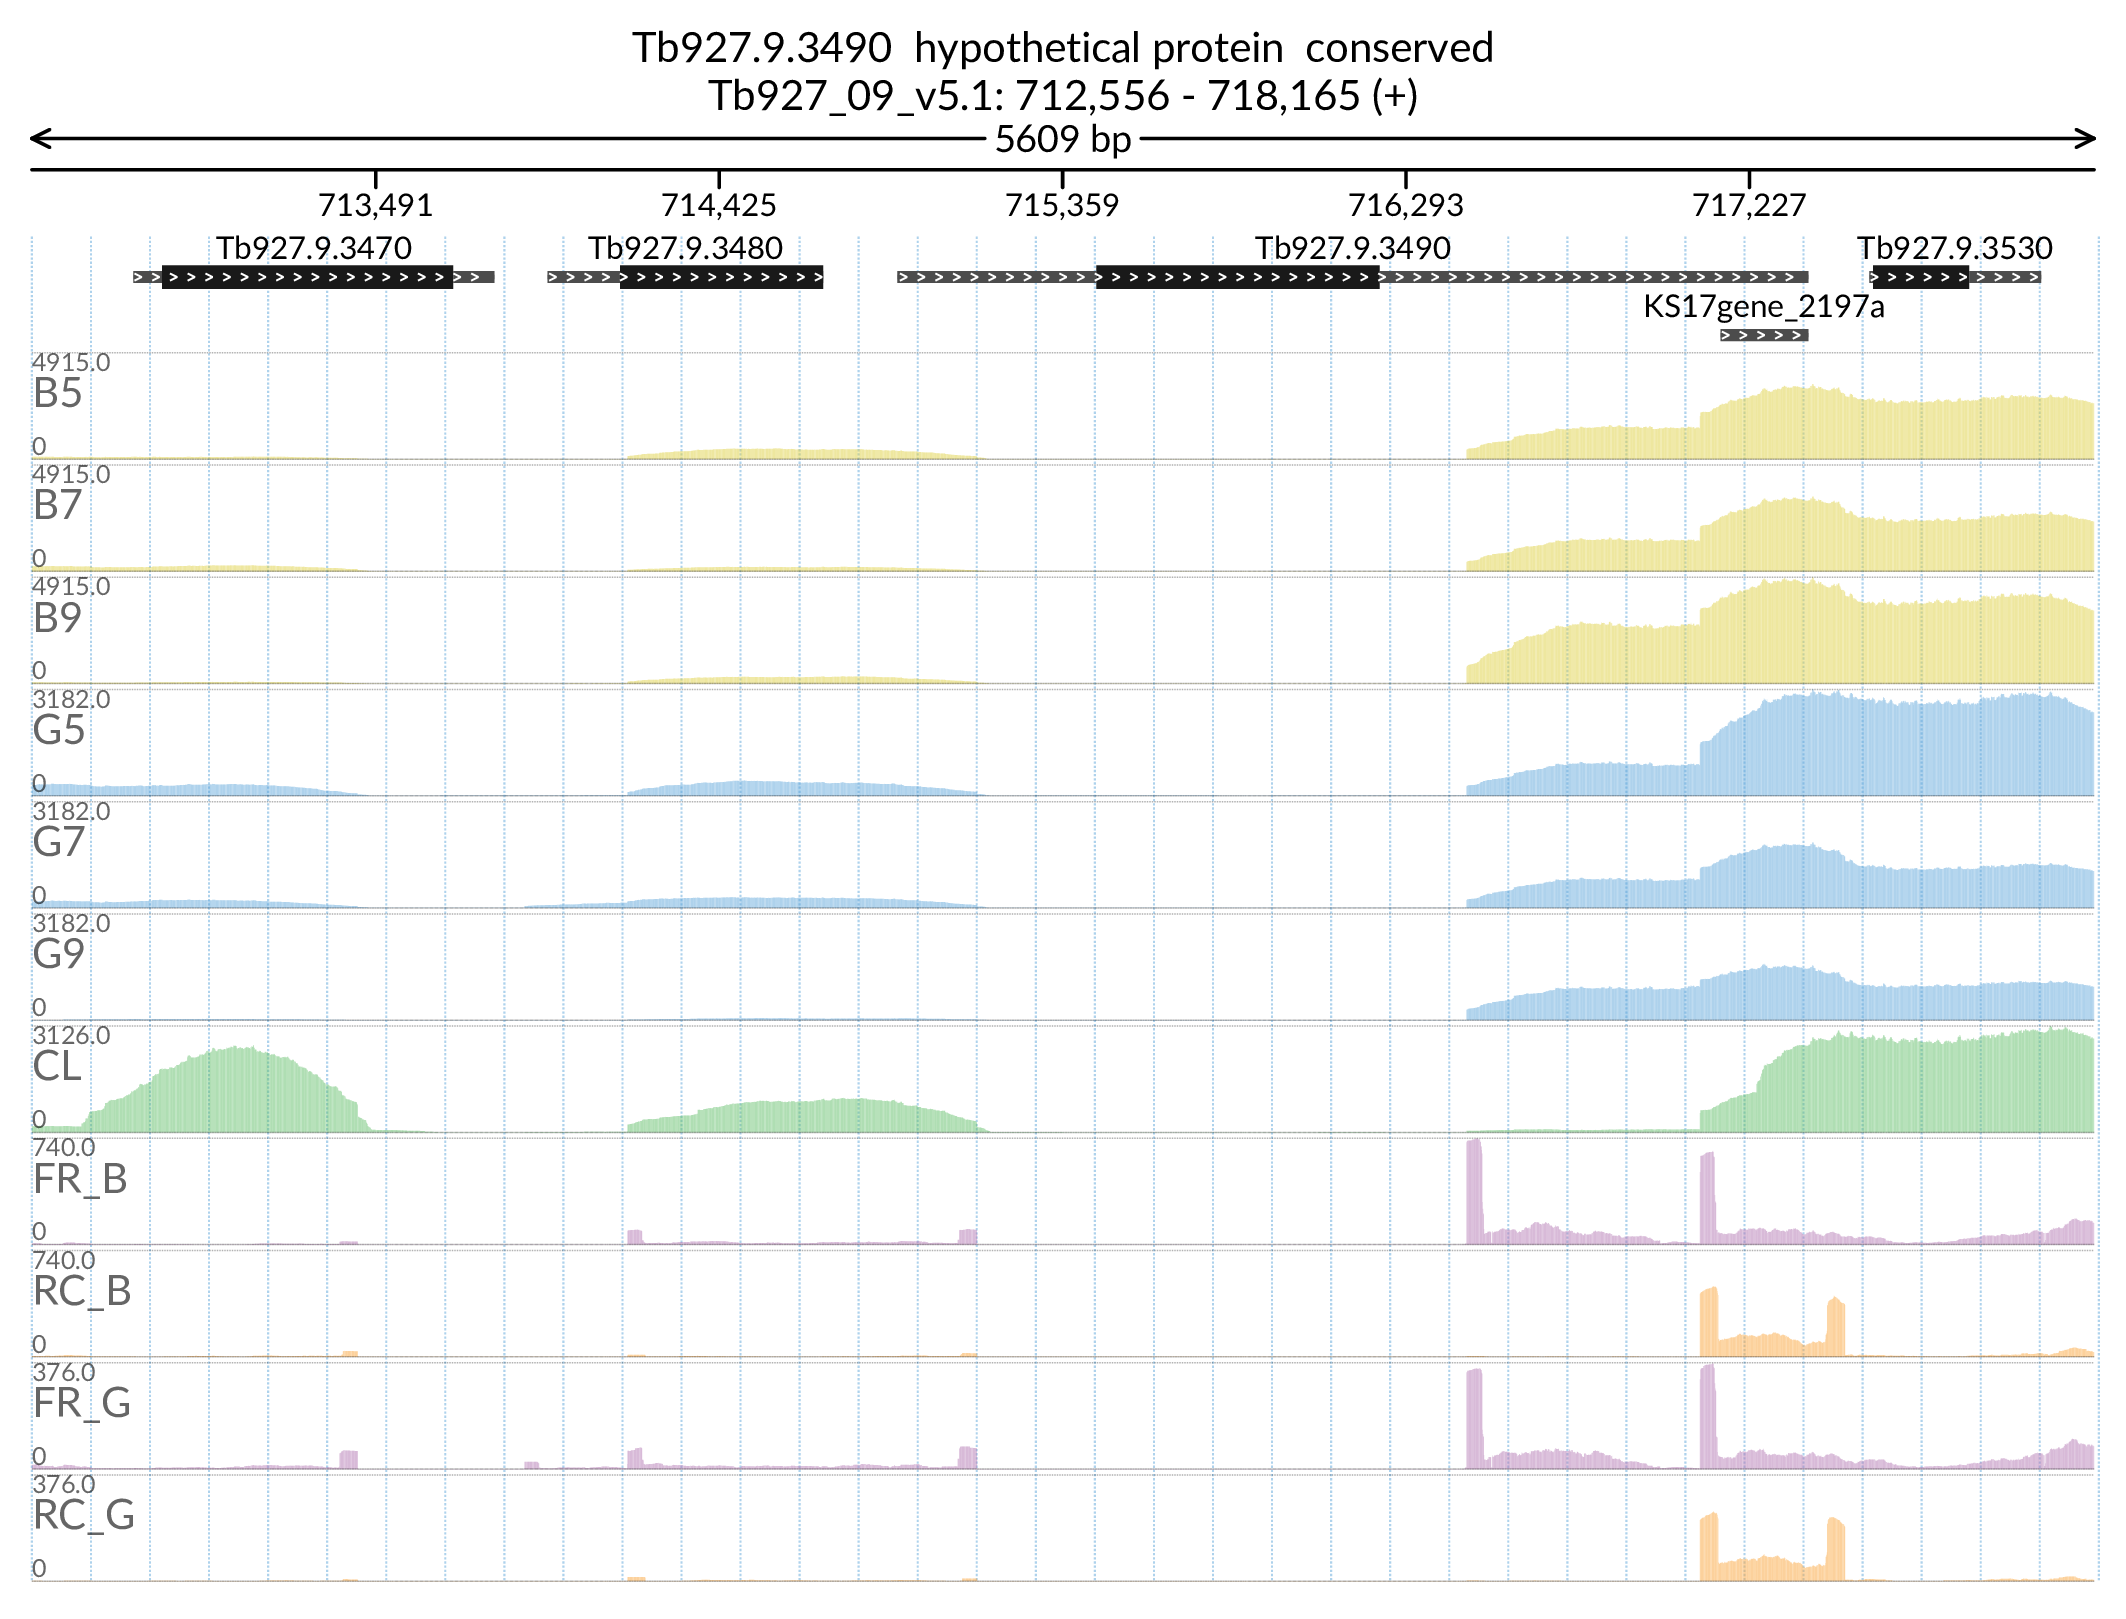 Tb927.9.3490  hypothetical protein  conserved
Tb927_09_v5.1: 712,556 - 718,165 (+)
5609 bp
713,491 714,425 715,359 716,293 717,227
Tb927.9.3470 Tb927.9.3480 Tb927.9.3490 Tb927.9.3530
KS17gene_2197a
4915.0
B5
0
4915.0
B7
0
4915.0
B9
0
3182.0
G5
0
3182.0
G7
0
3182.0
G9
0
3126.0
CL
0
740.0
FR_B
0
740.0
RC_B
0
376.0
FR_G
0
376.0
RC_G
0